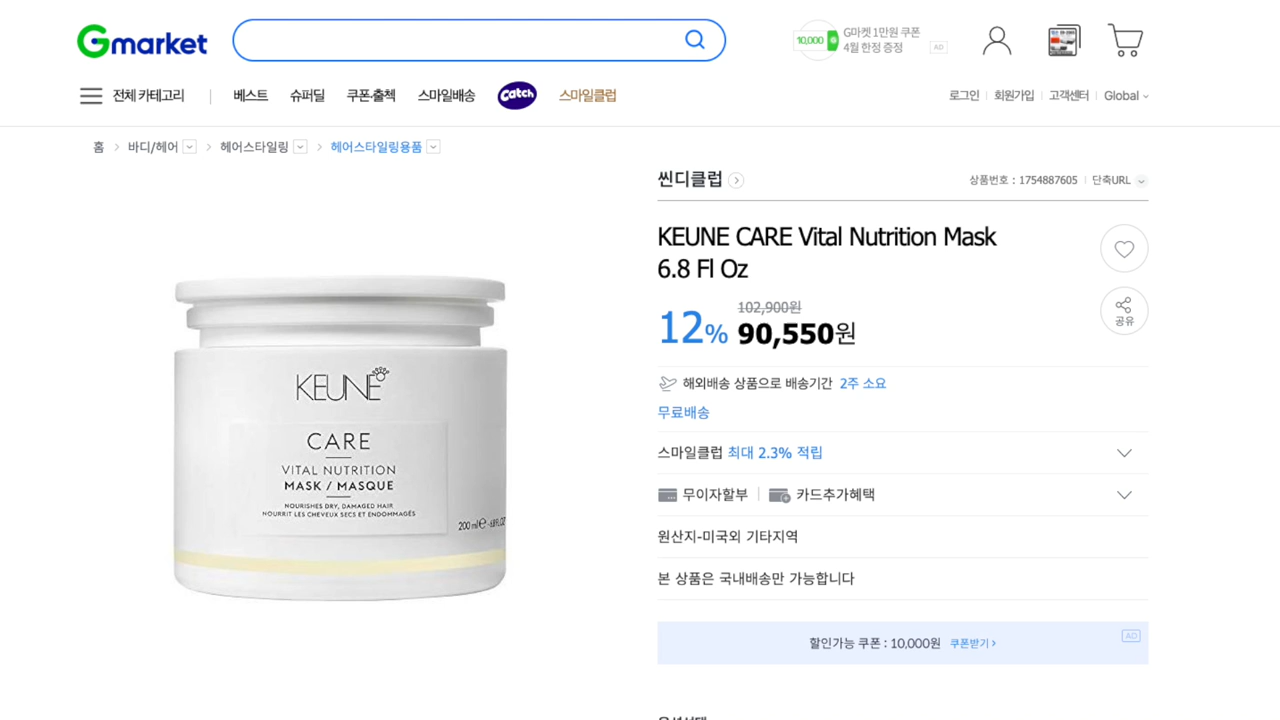 Gmarket
10,000
G마켓 1만원 쿠폰
4월 한정 증정
AD
전체 카테고리
베스트
슈퍼딜
쿠폰·출첵
스마일배송
Catch
스마일클럽
로그인
회원가입
고객센터
Global
홈
바디/헤어
헤어스타일링
헤어스타일링용품
씬디클럽
상품번호 : 1754887605
단축URL
KEUNE CARE Vital Nutrition Mask
6.8 Fl Oz
102,900원
12% 90,550원
공유
해외배송 상품으로 배송기간 2주 소요
무료배송
스마일클럽 최대 2.3% 적립
무이자할부
카드추가혜택
원산지-미국외 기타지역
본 상품은 국내배송만 가능합니다
할인가능 쿠폰 : 10,000원 쿠폰받기
AD
KEUNE
CARE
VITAL NUTRITION
MASK / MASQUE
NOURISHES DRY, DAMAGED HAIR
NOURRIT LES CHEVEUX SECS ET ENDOMMAGÉS
200 ml ℮ - 6.8 FL.OZ